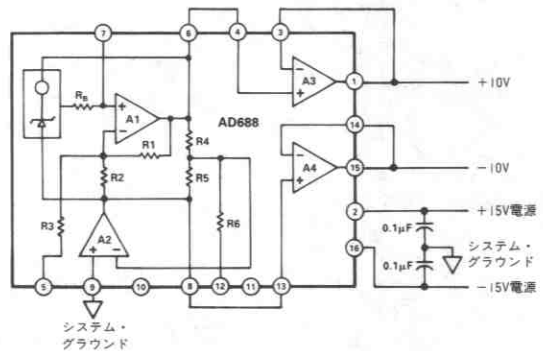 7
6
4
3
RB
+
A1
−
R1
R4
AD688
−
A3
+
1
+10V
14
−
A4
+
15
−10V
R2
R5
R3
R6
A2
+
−
2
+15V電源
0.1μF
システム・
グラウンド
16
0.1μF
−15V電源
5
9
10
8
12
11
13
システム・
グラウンド